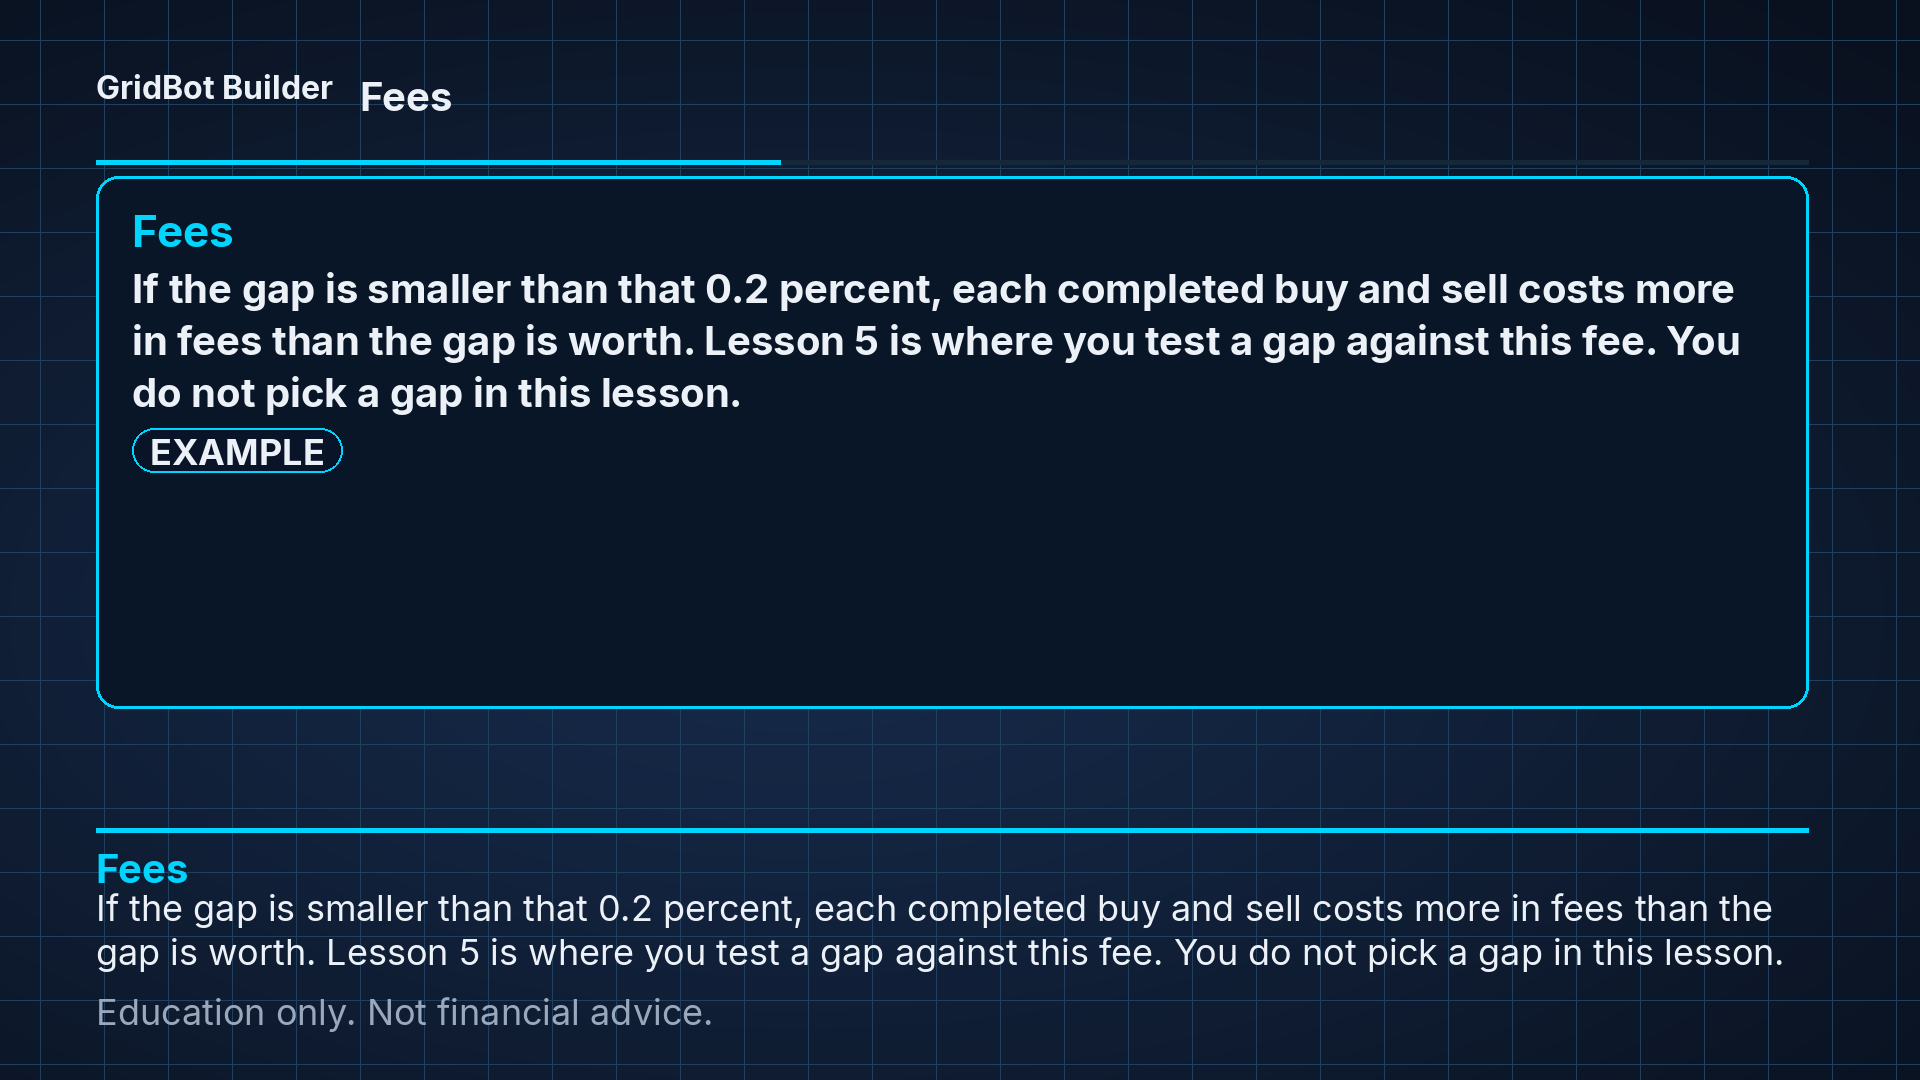 GridBot Builder
Fees
Fees
If the gap is smaller than that 0.2 percent, each completed buy and sell costs more
in fees than the gap is worth. Lesson 5 is where you test a gap against this fee. You
do not pick a gap in this lesson.
EXAMPLE
Fees
If the gap is smaller than that 0.2 percent, each completed buy and sell costs more in fees than the
gap is worth. Lesson 5 is where you test a gap against this fee. You do not pick a gap in this lesson.
Education only. Not financial advice.